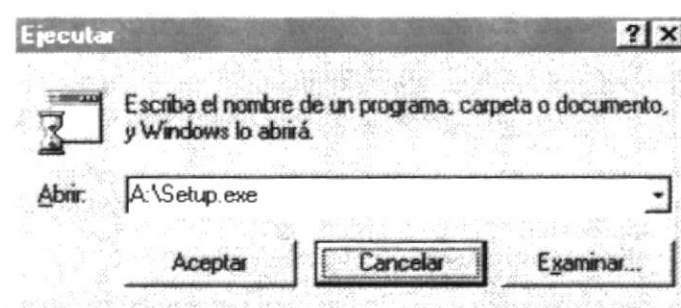 Ejecutar
Escriba el nombre de un programa, carpeta o documento,
y Windows lo abrirá.
Abrir: A:\Setup.exe
Aceptar Cancelar Examinar...